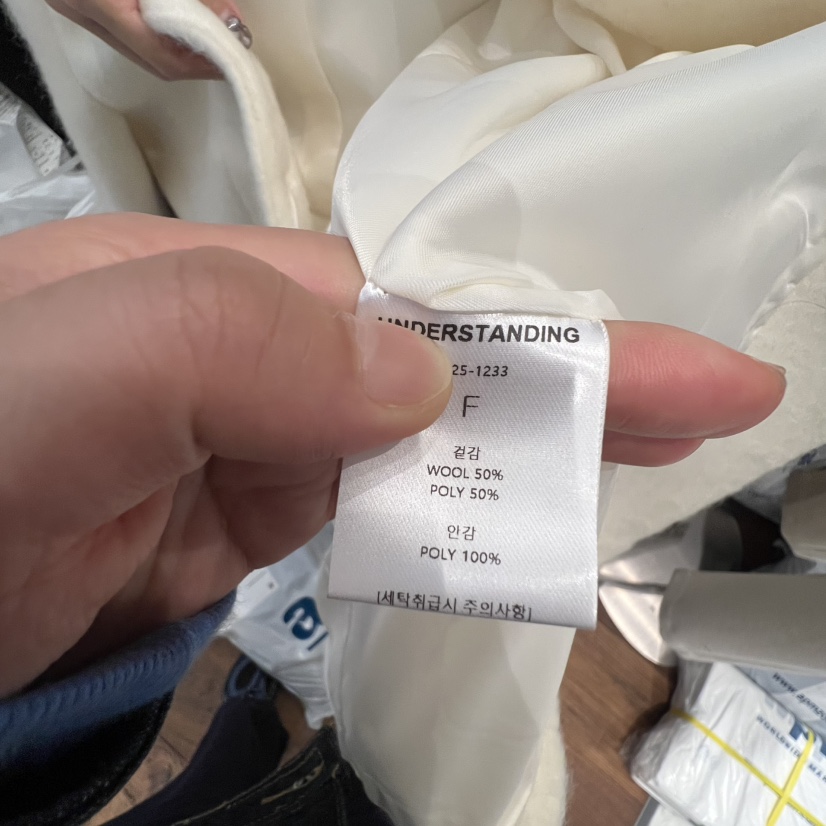 UNDERSTANDING
25-1233
F
겉감
WOOL 50%
POLY 50%
안감
POLY 100%
[세탁취급시 주의사항]